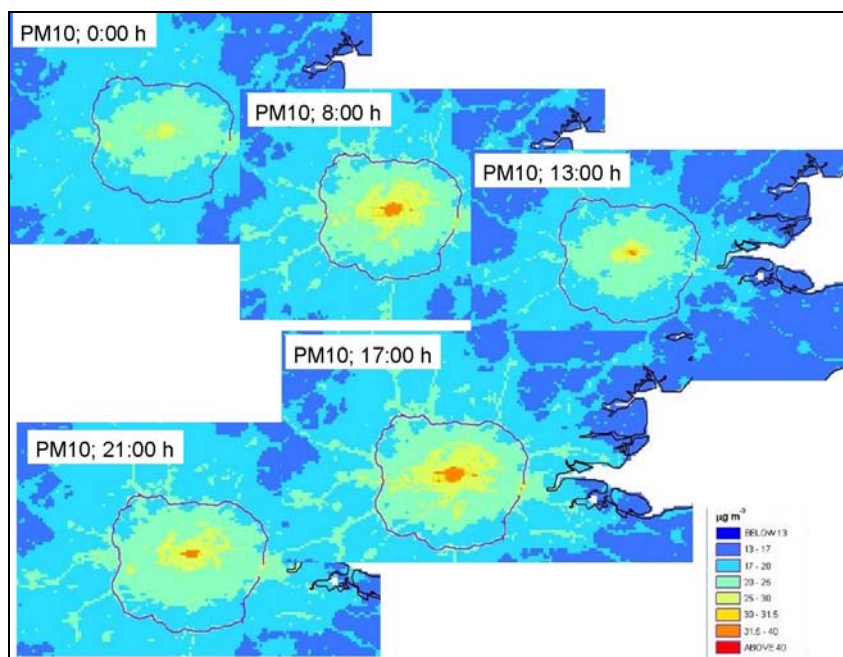 PM10; 0:00 h
PM10; 8:00 h
PM10; 13:00 h
PM10; 17:00 h
PM10; 21:00 h
µg m⁻³
BELOW 13
13 - 17
17 - 20
20 - 25
25 - 30
30 - 31.5
31.5 - 40
ABOVE 40